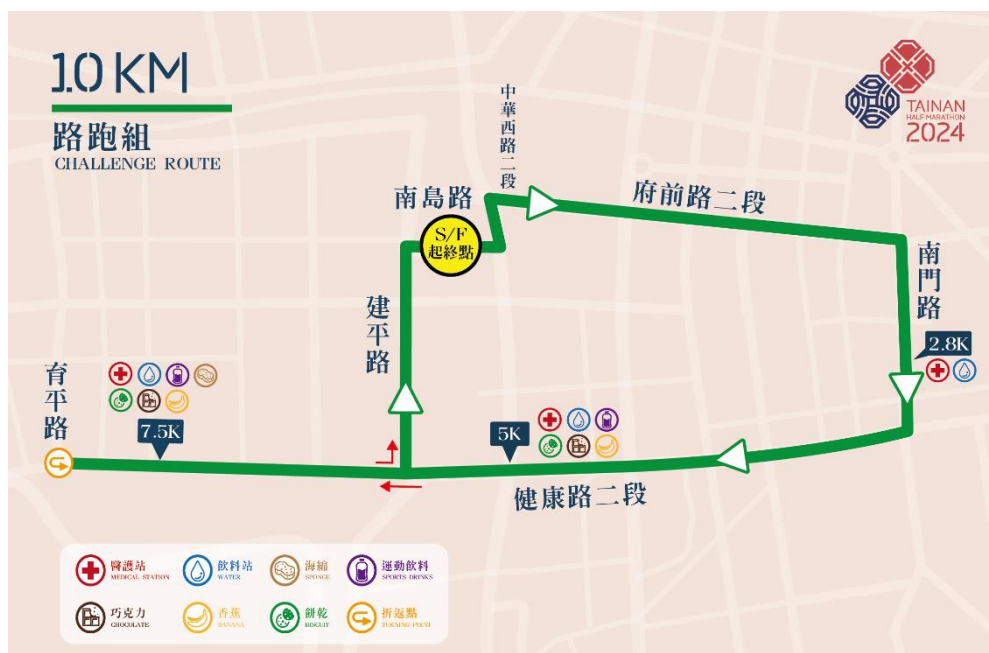 10 KM
路跑組
CHALLENGE ROUTE
TAINAN
HALF MARATHON
2024
中華西路二段
南島路
S/F
起終點
府前路二段
南門路
2.8K
建平路
育平路
7.5K
5K
健康路二段
醫護站
MEDICAL STATION
飲料站
WATER
海綿
SPONGE
運動飲料
SPORTS DRINKS
巧克力
CHOCOLATE
香蕉
BANANA
餅乾
BISCUIT
折返點
TURNING POINT